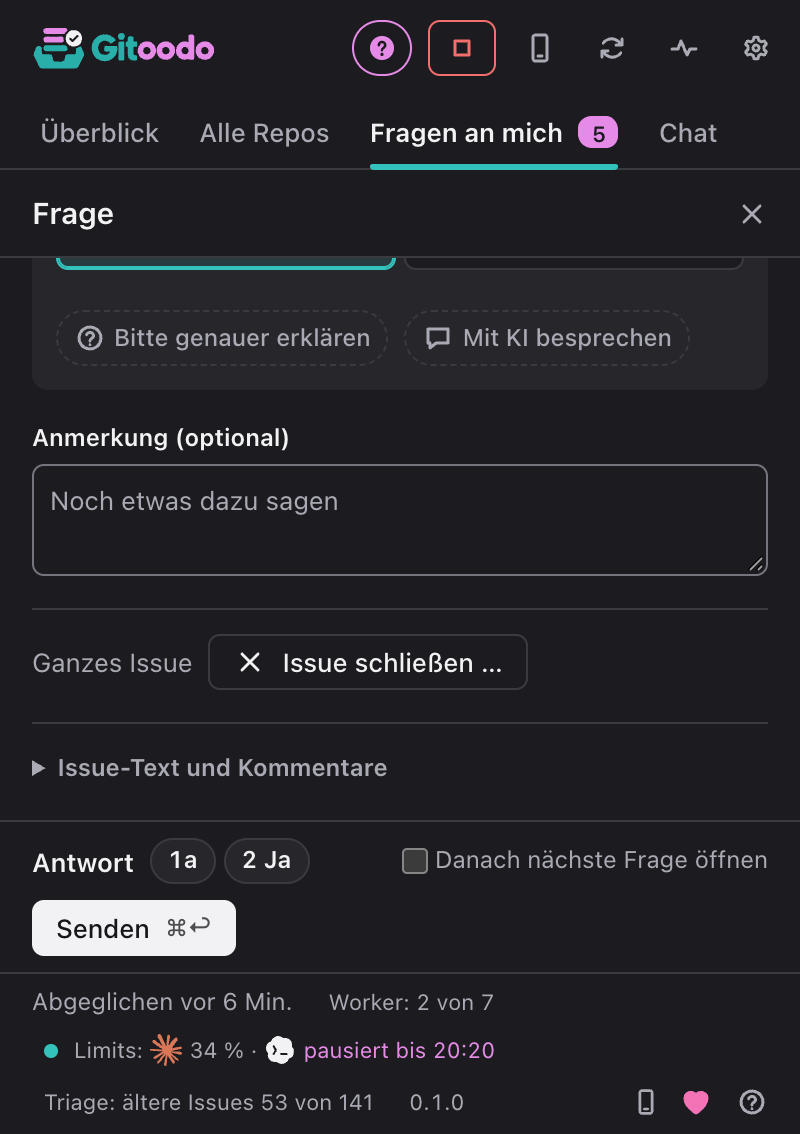 Gitoodo
Überblick Alle Repos Fragen an mich 5 Chat
Frage
Bitte genauer erklären Mit KI besprechen
Anmerkung (optional)
Noch etwas dazu sagen
Ganzes Issue Issue schließen ...
Issue-Text und Kommentare
Antwort 1a 2 Ja Danach nächste Frage öffnen
Senden ⌘↩
Abgeglichen vor 6 Min. Worker: 2 von 7
Limits: 34 % · pausiert bis 20:20
Triage: ältere Issues 53 von 141 0.1.0